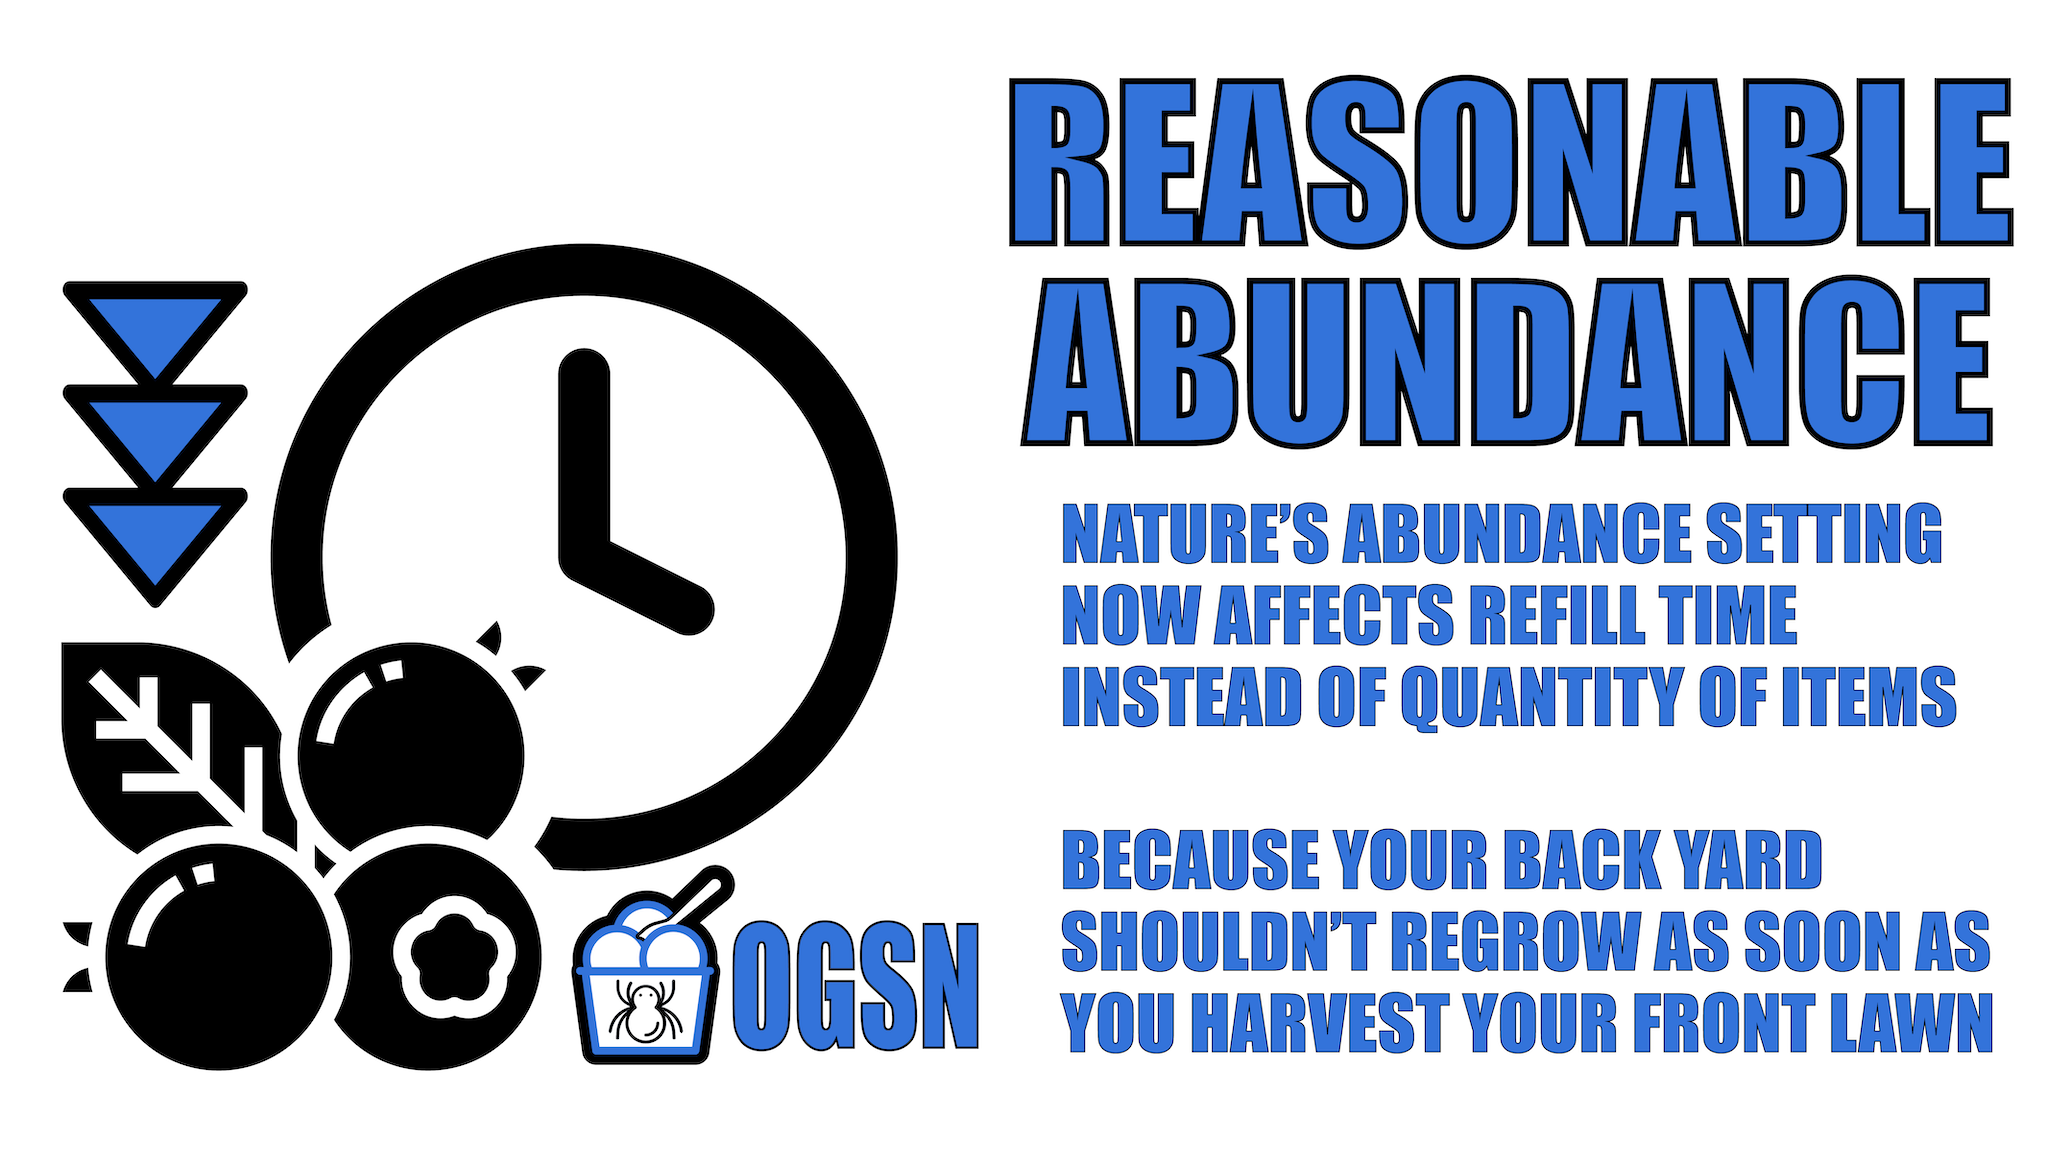 REASONABLE
ABUNDANCE
NATURE’S ABUNDANCE SETTING
NOW AFFECTS REFILL TIME
INSTEAD OF QUANTITY OF ITEMS
BECAUSE YOUR BACK YARD
SHOULDN’T REGROW AS SOON AS
YOU HARVEST YOUR FRONT LAWN
OGSN